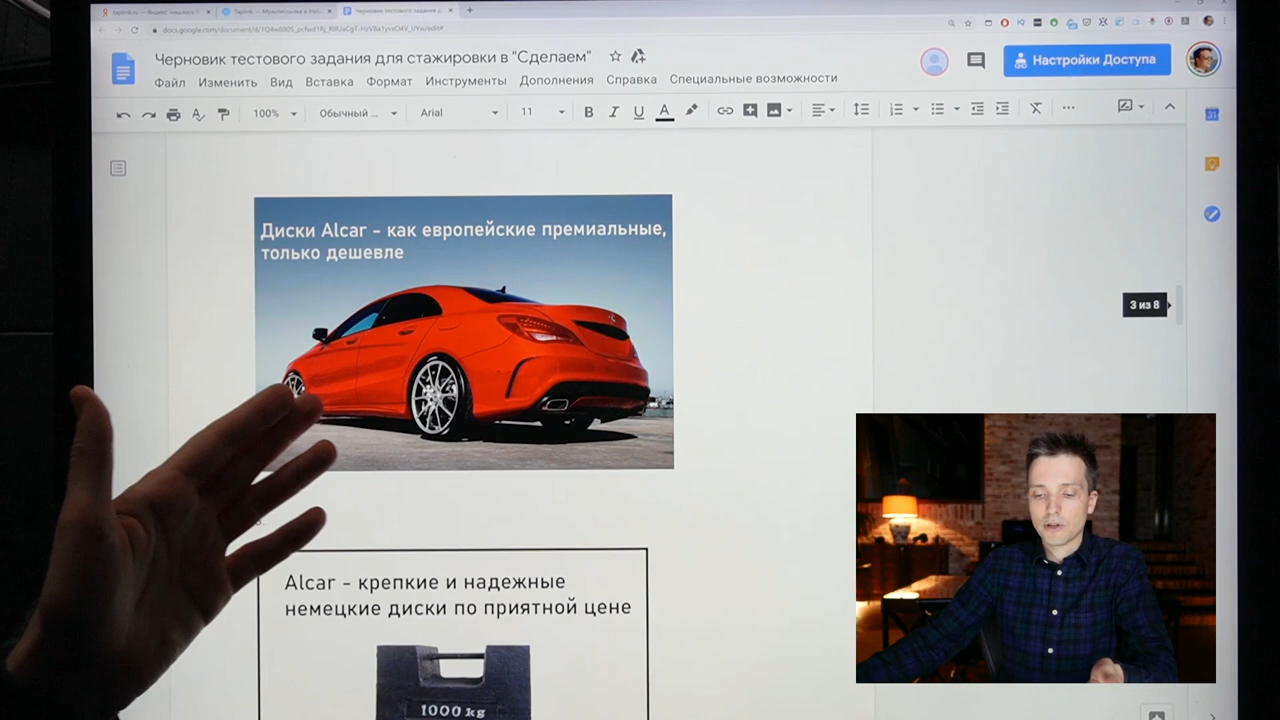 Черновик тестового задания для стажировки в "Сделаем"
Файл Изменить Вид Вставка Формат Инструменты Дополнения Справка Специальные возможности
Настройки Доступа
100% Обычный ... Arial 11
Диски Alcar - как европейские премиальные,
только дешевле
3 из 8
Alcar - крепкие и надежные
немецкие диски по приятной цене
1000 kg
31